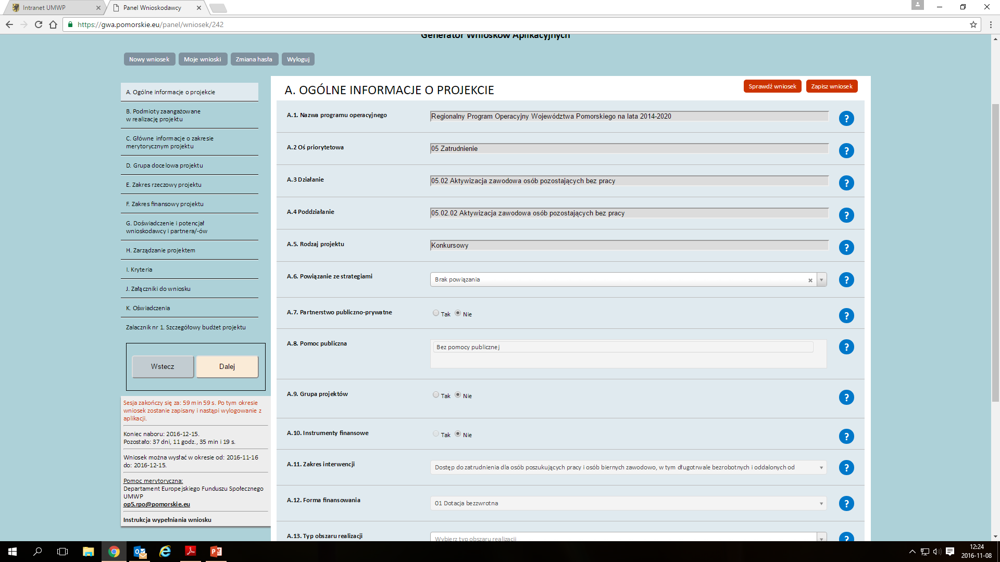 Intranet UMWP
Panel Wnioskodawcy
https://gwa.pomorskie.eu/panel/wniosek/242
Generator Wniosków Aplikacyjnych
Nowy wniosek
Moje wnioski
Zmiana hasła
Wyloguj
A. Ogólne informacje o projekcie
B. Podmioty zaangażowane
w realizację projektu
C. Główne informacje o zakresie
merytorycznym projektu
D. Grupa docelowa projektu
E. Zakres rzeczowy projektu
F. Zakres finansowy projektu
G. Doświadczenie i potencjał
wnioskodawcy i partnera/-ów
H. Zarządzanie projektem
I. Kryteria
J. Załączniki do wniosku
K. Oświadczenia
Zalacznik nr 1. Szczegółowy budżet projektu
Wstecz
Dalej
Sesja zakończy się za: 59 min 59 s. Po tym okresie
wniosek zostanie zapisany i nastąpi wylogowanie z
aplikacji.
Koniec naboru: 2016-12-15.
Pozostało: 37 dni, 11 godz., 35 min i 19 s.
Wniosek można wysłać w okresie od: 2016-11-16
do: 2016-12-15.
Pomoc merytoryczna:
Departament Europejskiego Funduszu Społecznego
UMWP
op5.rpo@pomorskie.eu
Instrukcja wypełniania wniosku
A. OGÓLNE INFORMACJE O PROJEKCIE
Sprawdź wniosek
Zapisz wniosek
A.1. Nazwa programu operacyjnego
Regionalny Program Operacyjny Województwa Pomorskiego na lata 2014-2020
?
A.2 Oś priorytetowa
05 Zatrudnienie
?
A.3 Działanie
05.02 Aktywizacja zawodowa osób pozostających bez pracy
?
A.4 Poddziałanie
05.02.02 Aktywizacja zawodowa osób pozostających bez pracy
?
A.5. Rodzaj projektu
Konkursowy
?
A.6. Powiązanie ze strategiami
Brak powiązania
?
A.7. Partnerstwo publiczno-prywatne
Tak Nie
?
A.8. Pomoc publiczna
Bez pomocy publicznej
?
A.9. Grupa projektów
Tak Nie
?
A.10. Instrumenty finansowe
Tak Nie
?
A.11. Zakres interwencji
Dostęp do zatrudnienia dla osób poszukujących pracy i osób biernych zawodowo, w tym długotrwale bezrobotnych i oddalonych od
?
A.12. Forma finansowania
01 Dotacja bezzwrotna
?
A.13. Typ obszaru realizacji
Wybierz typ obszaru realizacji
?
12:24
2016-11-08